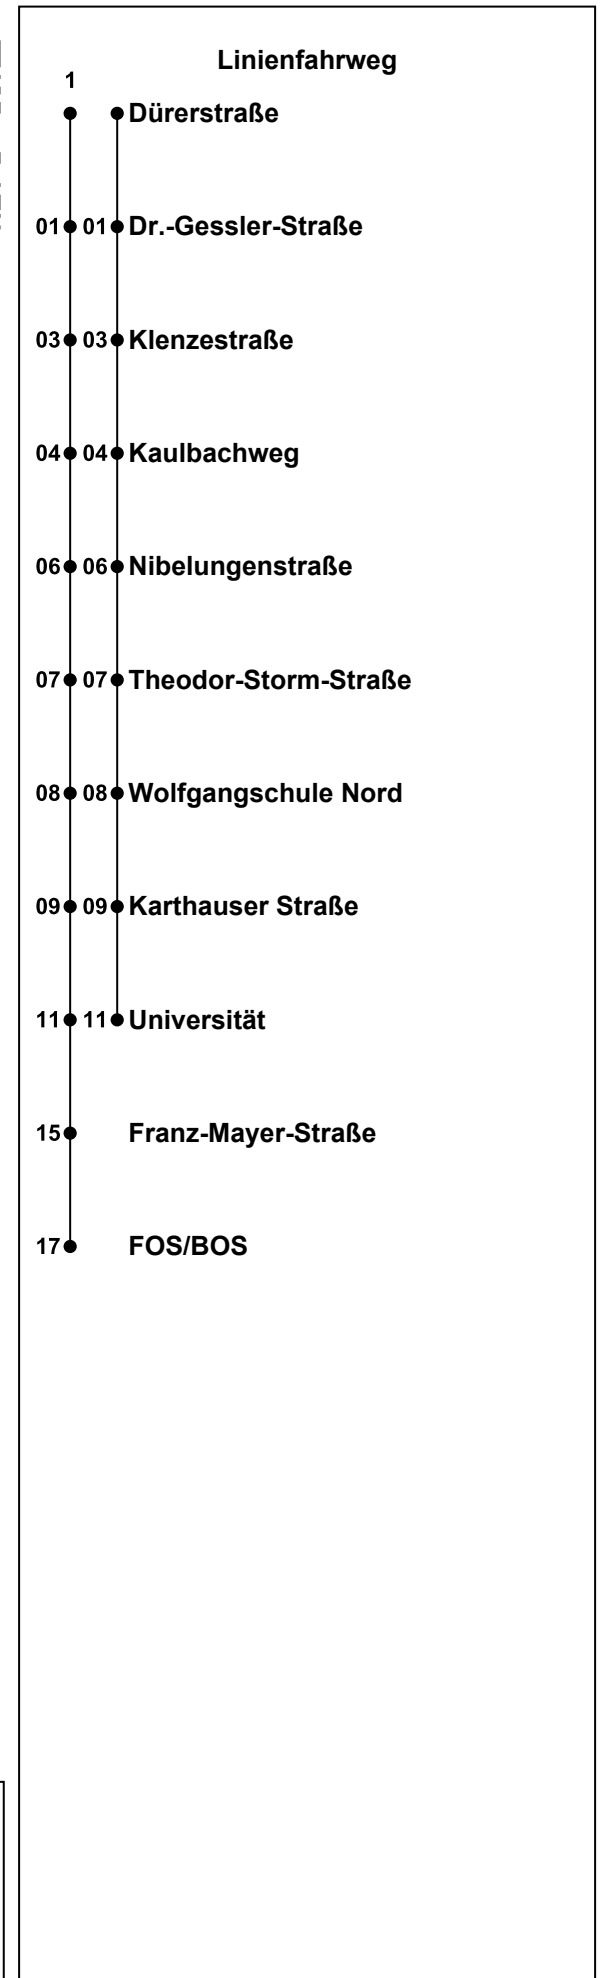 Linienfahrweg
1
Dürerstraße
01 01 Dr.-Gessler-Straße
03 03 Klenzestraße
04 04 Kaulbachweg
06 06 Nibelungenstraße
07 07 Theodor-Storm-Straße
08 08 Wolfgangschule Nord
09 09 Karthauser Straße
11 11 Universität
15 Franz-Mayer-Straße
17 FOS/BOS